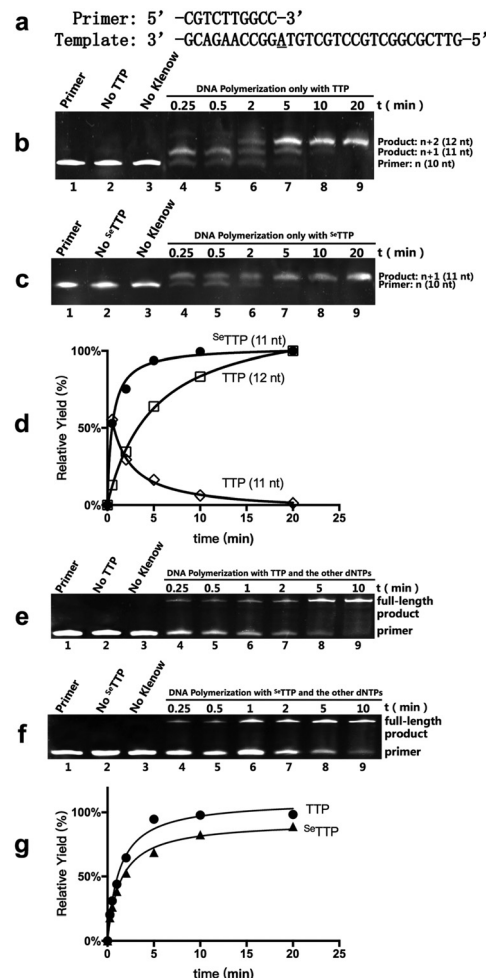 a
Primer: 5' -CGTCTTGGCC-3'
Template: 3' -GCAGAACCGGATGTCGTCCGTCGGCGCTTG-5'
b
Primer
No TTP
No Klenow
DNA Polymerization only with TTP
0.25 0.5 2 5 10 20 t ( min )
Product: n+2 (12 nt)
Product: n+1 (11 nt)
Primer: n (10 nt)
1 2 3 4 5 6 7 8 9
c
Primer
No SeTTP
No Klenow
DNA Polymerization only with SeTTP
0.25 0.5 2 5 10 20 t ( min )
Product: n+1 (11 nt)
Primer: n (10 nt)
1 2 3 4 5 6 7 8 9
d
Relative Yield (%)
100%
50%
0%
SeTTP (11 nt)
TTP (12 nt)
TTP (11 nt)
0 5 10 15 20 25
time (min)
e
Primer
No TTP
No Klenow
DNA Polymerization with TTP and the other dNTPs
0.25 0.5 1 2 5 10 t ( min )
full-length
product
primer
1 2 3 4 5 6 7 8 9
f
Primer
No SeTTP
No Klenow
DNA Polymerization with SeTTP and the other dNTPs
0.25 0.5 1 2 5 10 t ( min )
full-length
product
primer
1 2 3 4 5 6 7 8 9
g
Relative Yield (%)
100%
50%
0%
TTP
SeTTP
0 5 10 15 20 25
time (min)